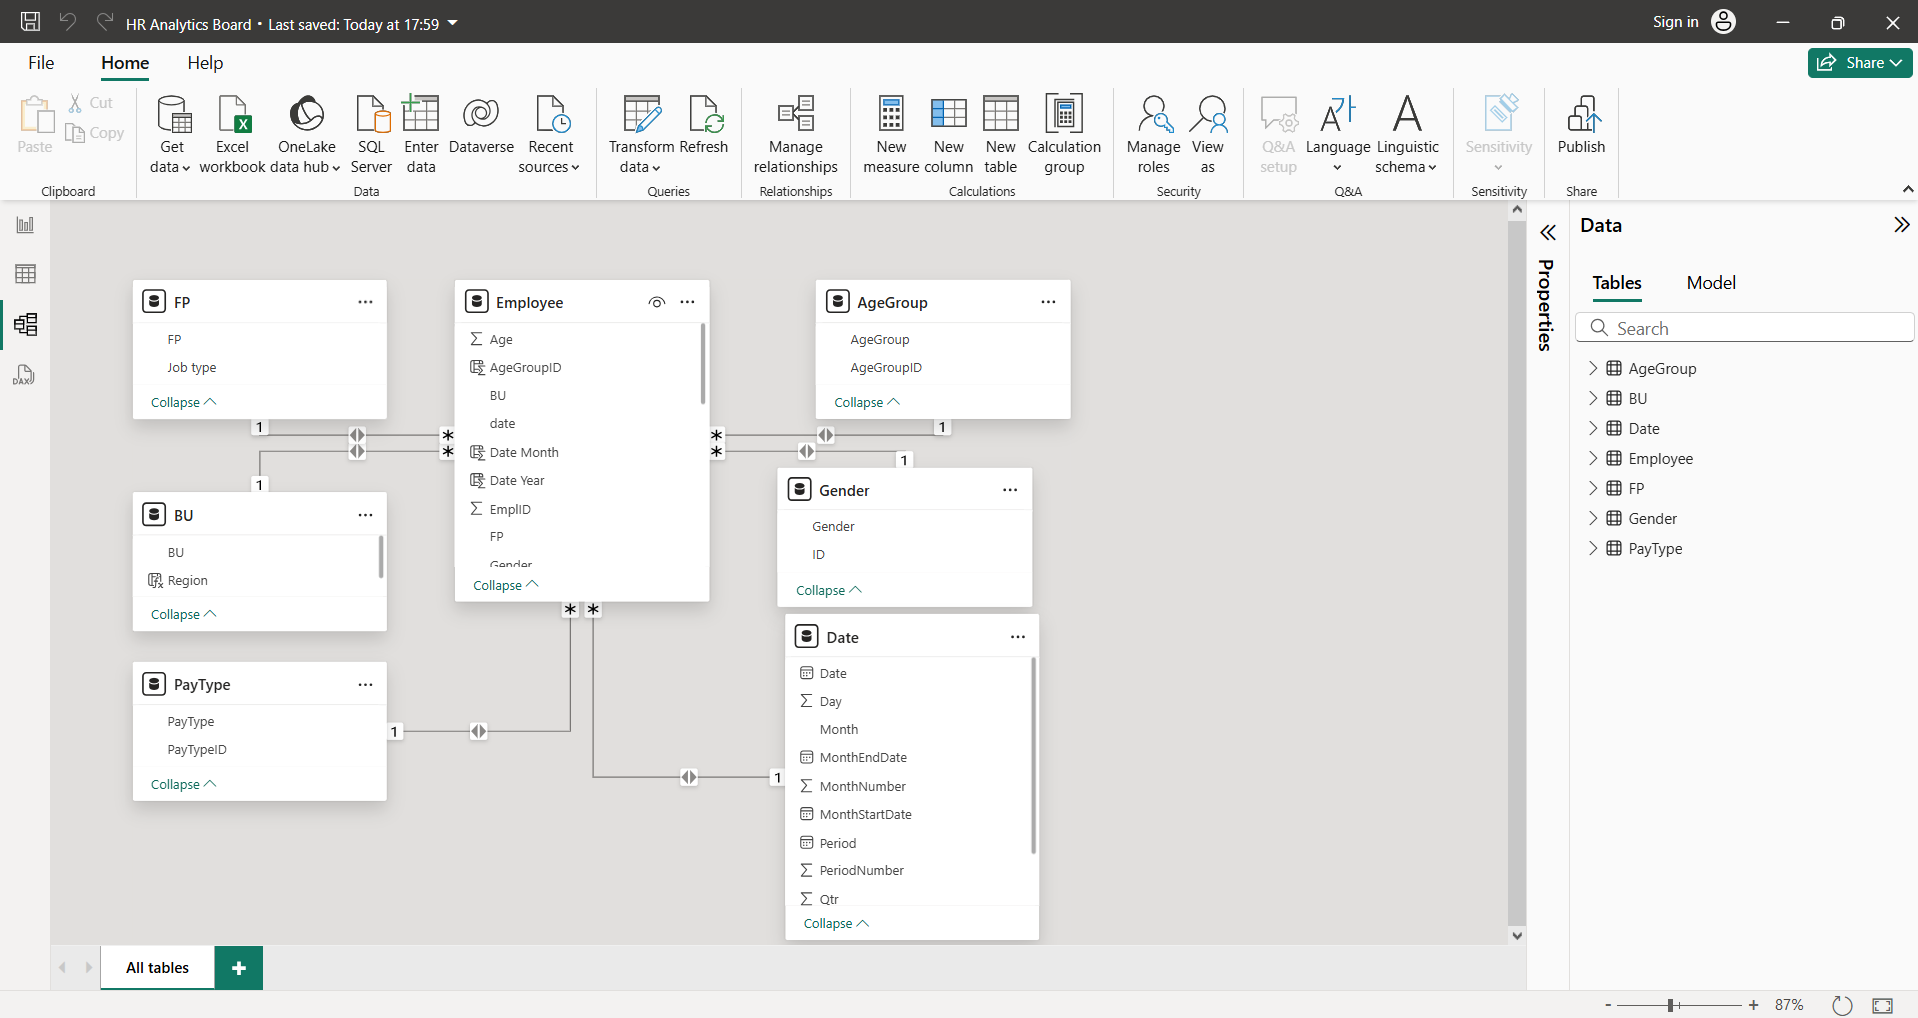 HR Analytics Board • Last saved: Today at 17:59
Sign in
File
Home
Help
Share
Paste
Cut
Copy
Clipboard
Get data
Excel workbook
OneLake data hub
SQL Server
Enter data
Dataverse
Recent sources
Data
Transform data
Refresh
Queries
Manage relationships
Relationships
New measure
New column
New table
Calculation group
Calculations
Manage roles
View as
Security
Q&A setup
Language
Linguistic schema
Q&A
Sensitivity
Sensitivity
Publish
Share
DAX
FP
FP
Job type
Collapse
1
*
BU
BU
Region
Collapse
1
*
PayType
PayType
PayTypeID
Collapse
1
*
Employee
Age
AgeGroupID
BU
date
Date Month
Date Year
EmplID
FP
Gender
Collapse
AgeGroup
AgeGroup
AgeGroupID
Collapse
1
*
Gender
Gender
ID
Collapse
1
*
Date
Date
Day
Month
MonthEndDate
MonthNumber
MonthStartDate
Period
PeriodNumber
Qtr
Collapse
1
*
Properties
Data
Tables
Model
Search
AgeGroup
BU
Date
Employee
FP
Gender
PayType
All tables
+
- + 87%